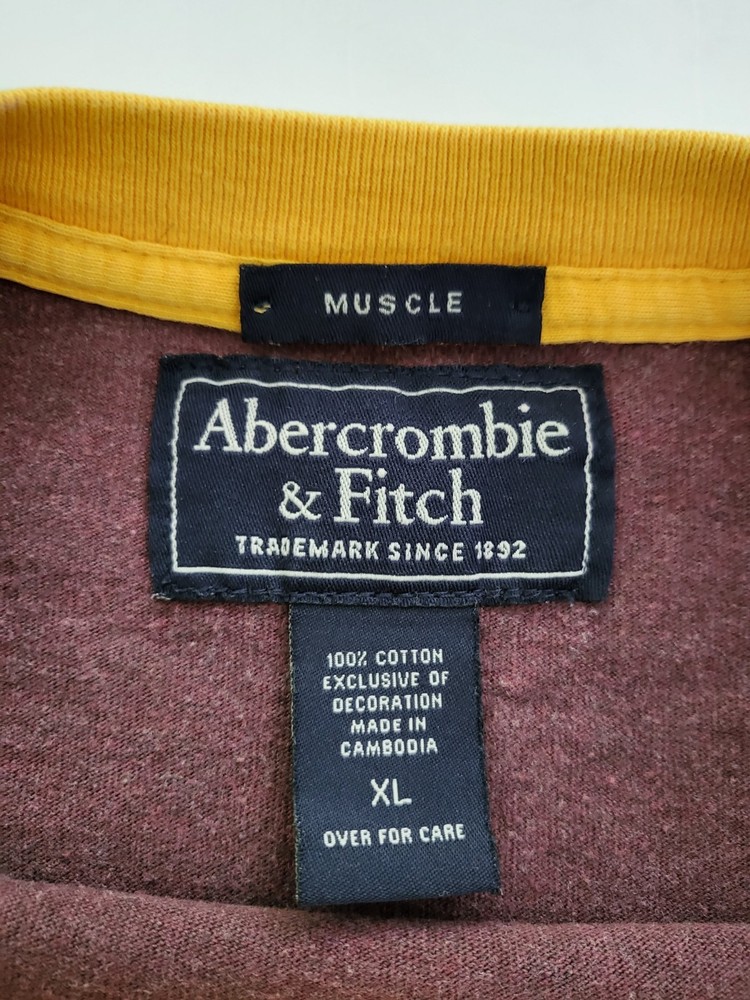 MUSCLE
Abercrombie
& Fitch
TRADEMARK SINCE 1892
100% COTTON
EXCLUSIVE OF
DECORATION
MADE IN
CAMBODIA
XL
OVER FOR CARE